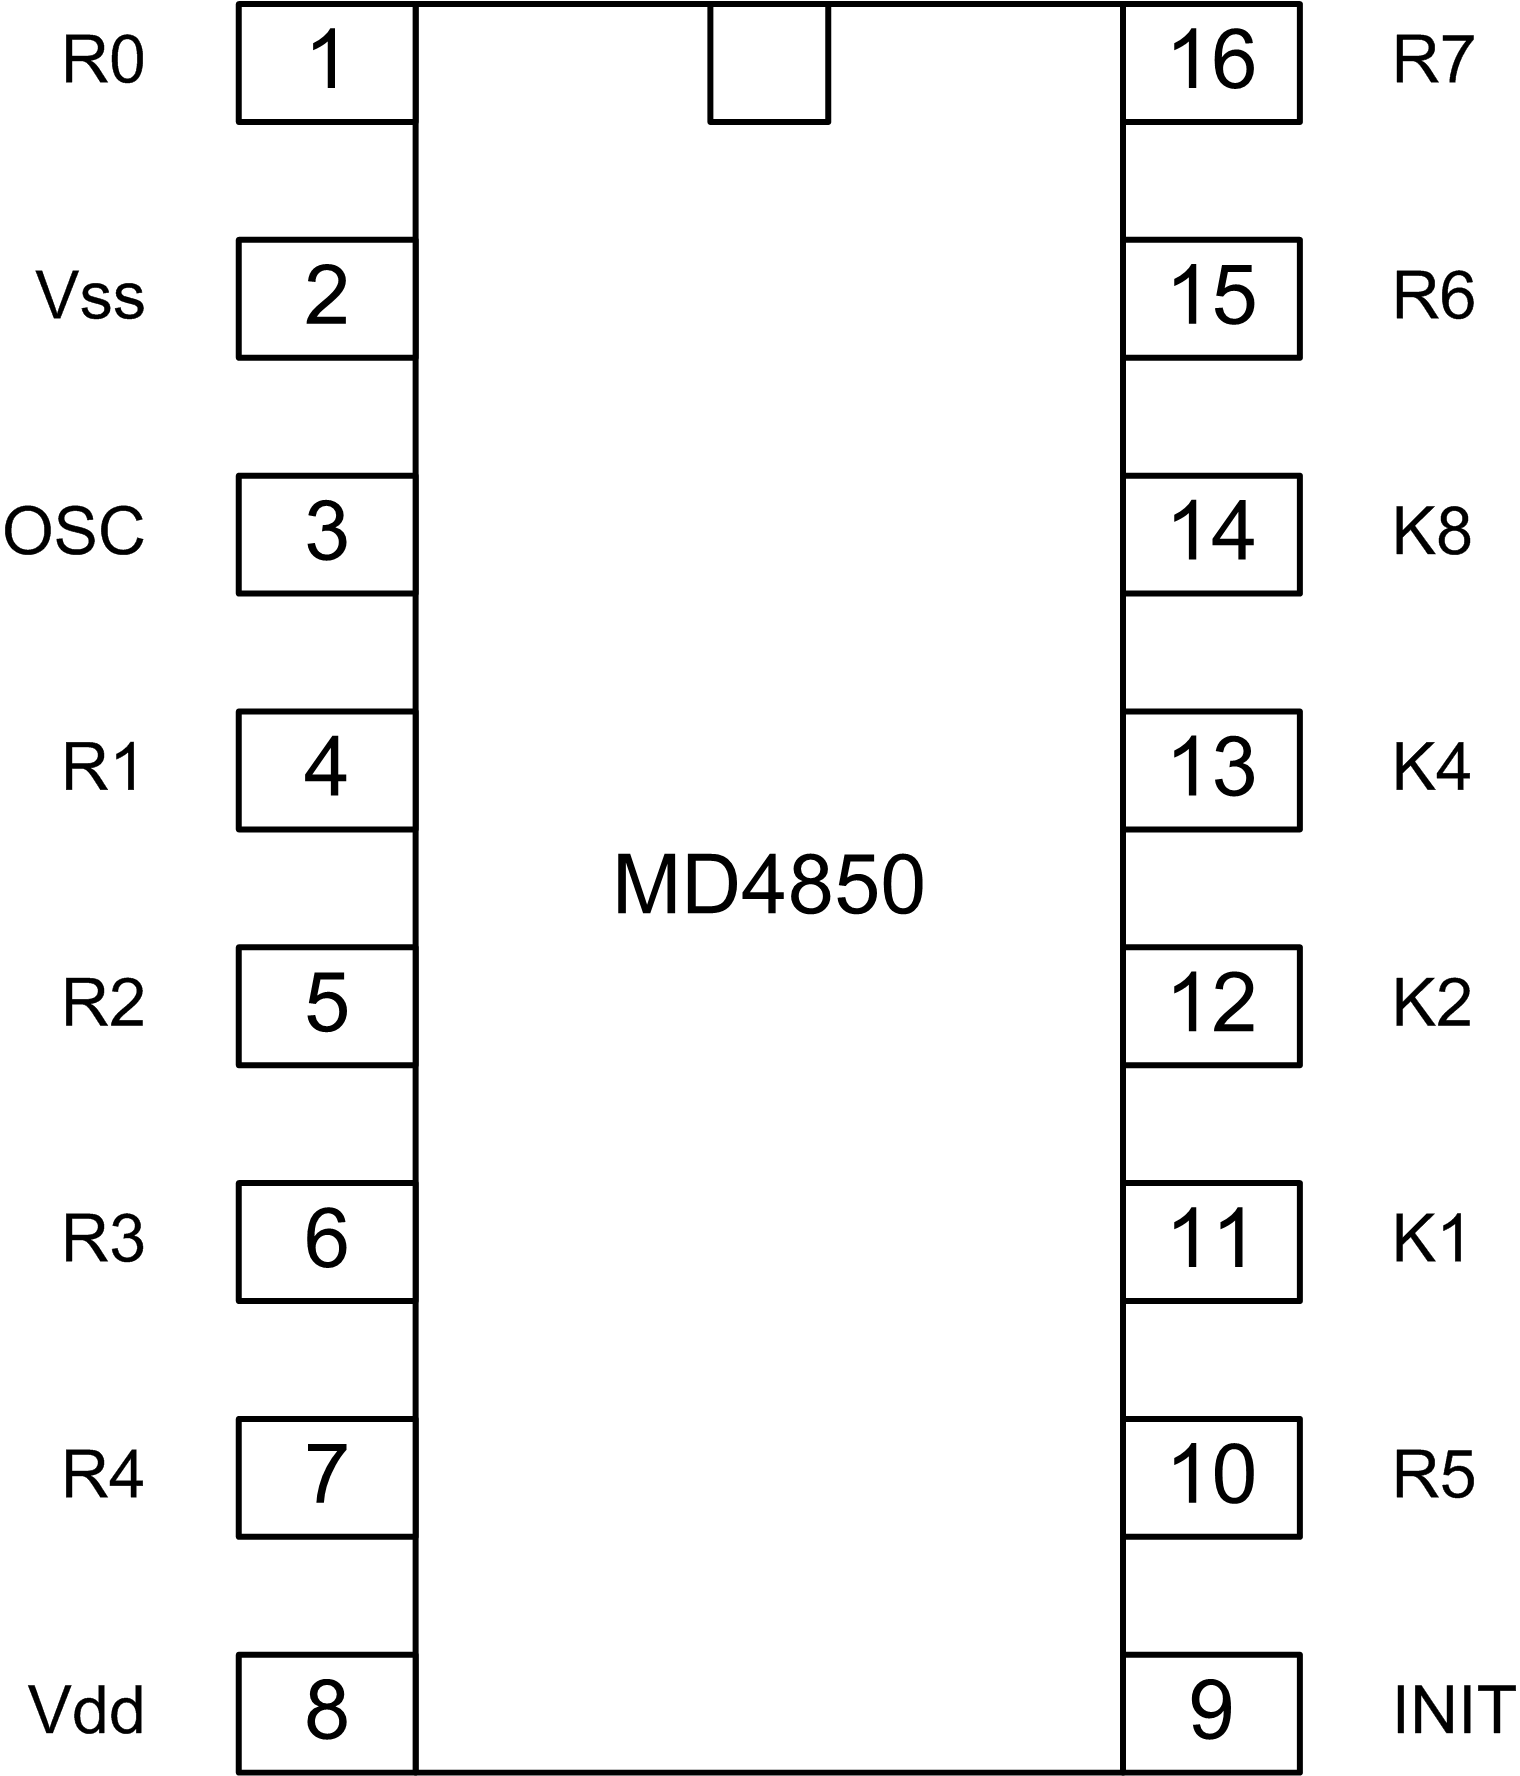 R0 1 16 R7
Vss 2 15 R6
OSC 3 14 K8
R1 4 13 K4
MD4850
R2 5 12 K2
R3 6 11 K1
R4 7 10 R5
Vdd 8 9 INIT